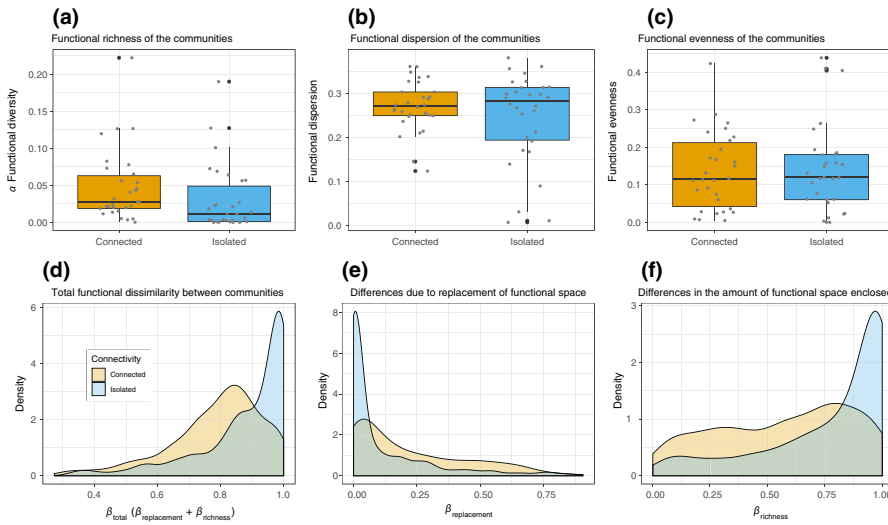 (a)
Functional richness of the communities
α Functional diversity
0.20
0.15
0.10
0.05
0.00
Connected
Isolated
(b)
Functional dispersion of the communities
Functional dispersion
0.3
0.2
0.1
0.0
Connected
Isolated
(c)
Functional evenness of the communities
Functional evenness
0.4
0.3
0.2
0.1
0.0
Connected
Isolated
(d)
Total functional dissimilarity between communities
Density
6
4
2
0
Connectivity
Connected
Isolated
0.4
0.6
0.8
1.0
βtotal (βreplacement + βrichness)
(e)
Differences due to replacement of functional space
Density
8
6
4
2
0
0.00
0.25
0.50
0.75
βreplacement
(f)
Differences in the amount of functional space enclosed
Density
3
2
1
0
0.00
0.25
0.50
0.75
1.00
βrichness